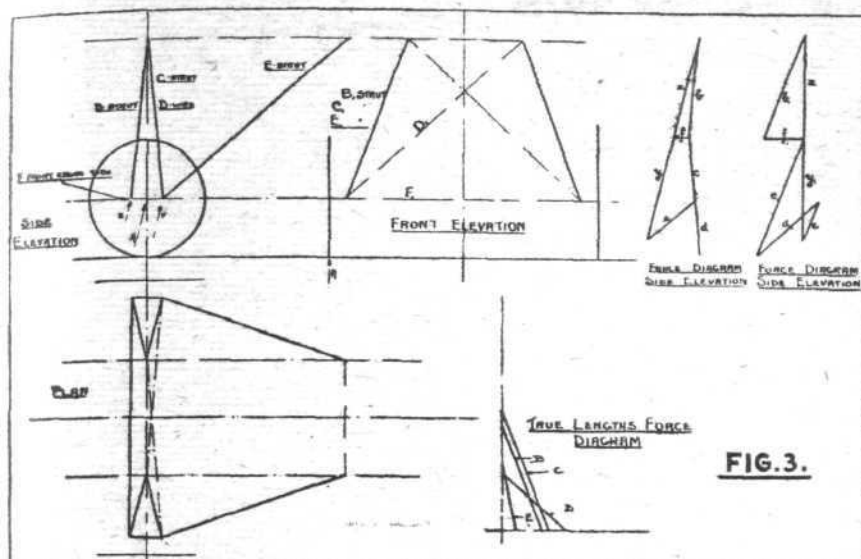 C-STRUT
E-STRUT
B-STRUT
D-WIRE
B, STRUT
C,
E,
D,
F,
SIDE
ELEVATION
FRONT ELEVATION
FORCE DIAGRAM
SIDE ELEVATION
FORCE DIAGRAM
SIDE ELEVATION
PLAN
TRUE LENGTHS FORCE
DIAGRAM
D
C
D
E
FIG. 3.